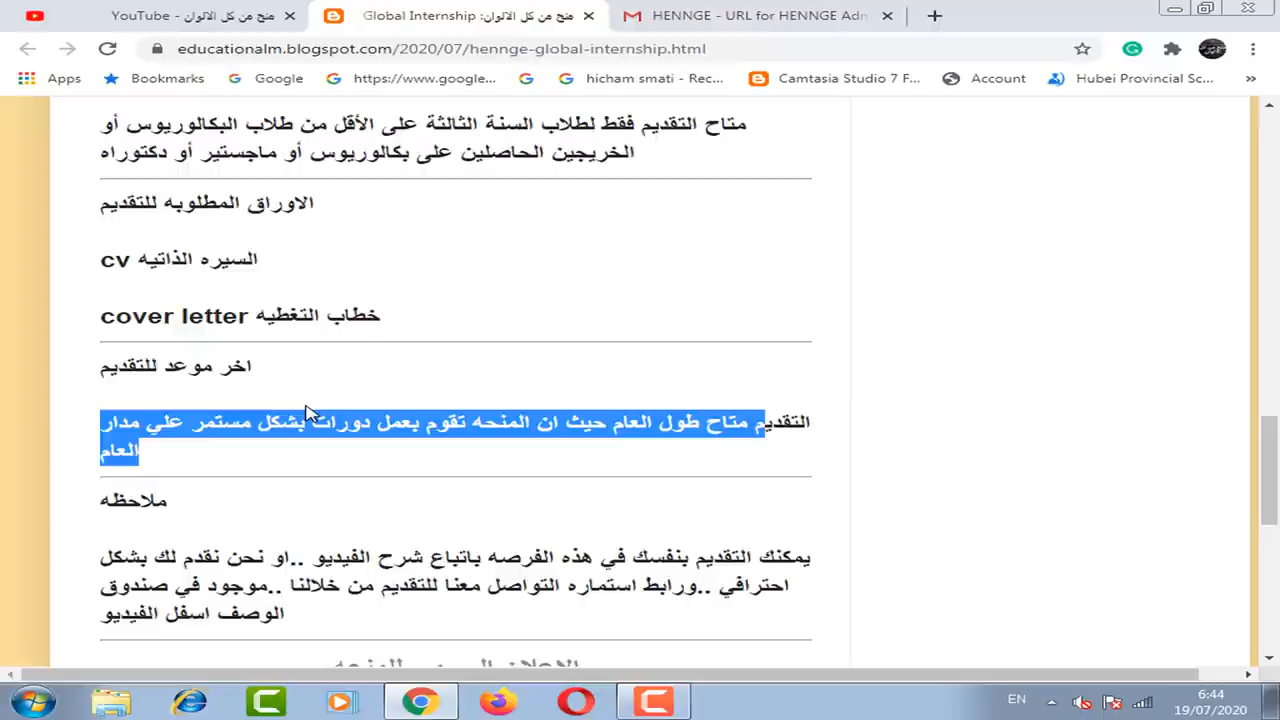 منح من كل الالوان - YouTube
Global Internship: منح من كل الالوان
HENNGE - URL for HENNGE Adm
educationalm.blogspot.com/2020/07/hennge-global-internship.html
Apps
Bookmarks
Google
https://www.google...
hicham smati - Rec...
Camtasia Studio 7 F...
Account
Hubei Provincial Sc...
»
متاح التقديم فقط لطلاب السنة الثالثة على الأقل من طلاب البكالوريوس أو
الخريجين الحاصلين على بكالوريوس أو ماجستير أو دكتوراه
الاوراق المطلوبه للتقديم
السيره الذاتيه cv
خطاب التغطيه cover letter
اخر موعد للتقديم
التقديم متاح طول العام حيث ان المنحه تقوم بعمل دورات بشكل مستمر علي مدار
العام
ملاحظه
يمكنك التقديم بنفسك في هذه الفرصه باتباع شرح الفيديو ..او نحن نقدم لك بشكل
احترافي ..ورابط استماره التواصل معنا للتقديم من خلالنا ..موجود في صندوق
الوصف اسفل الفيديو
EN
6:44
19/07/2020